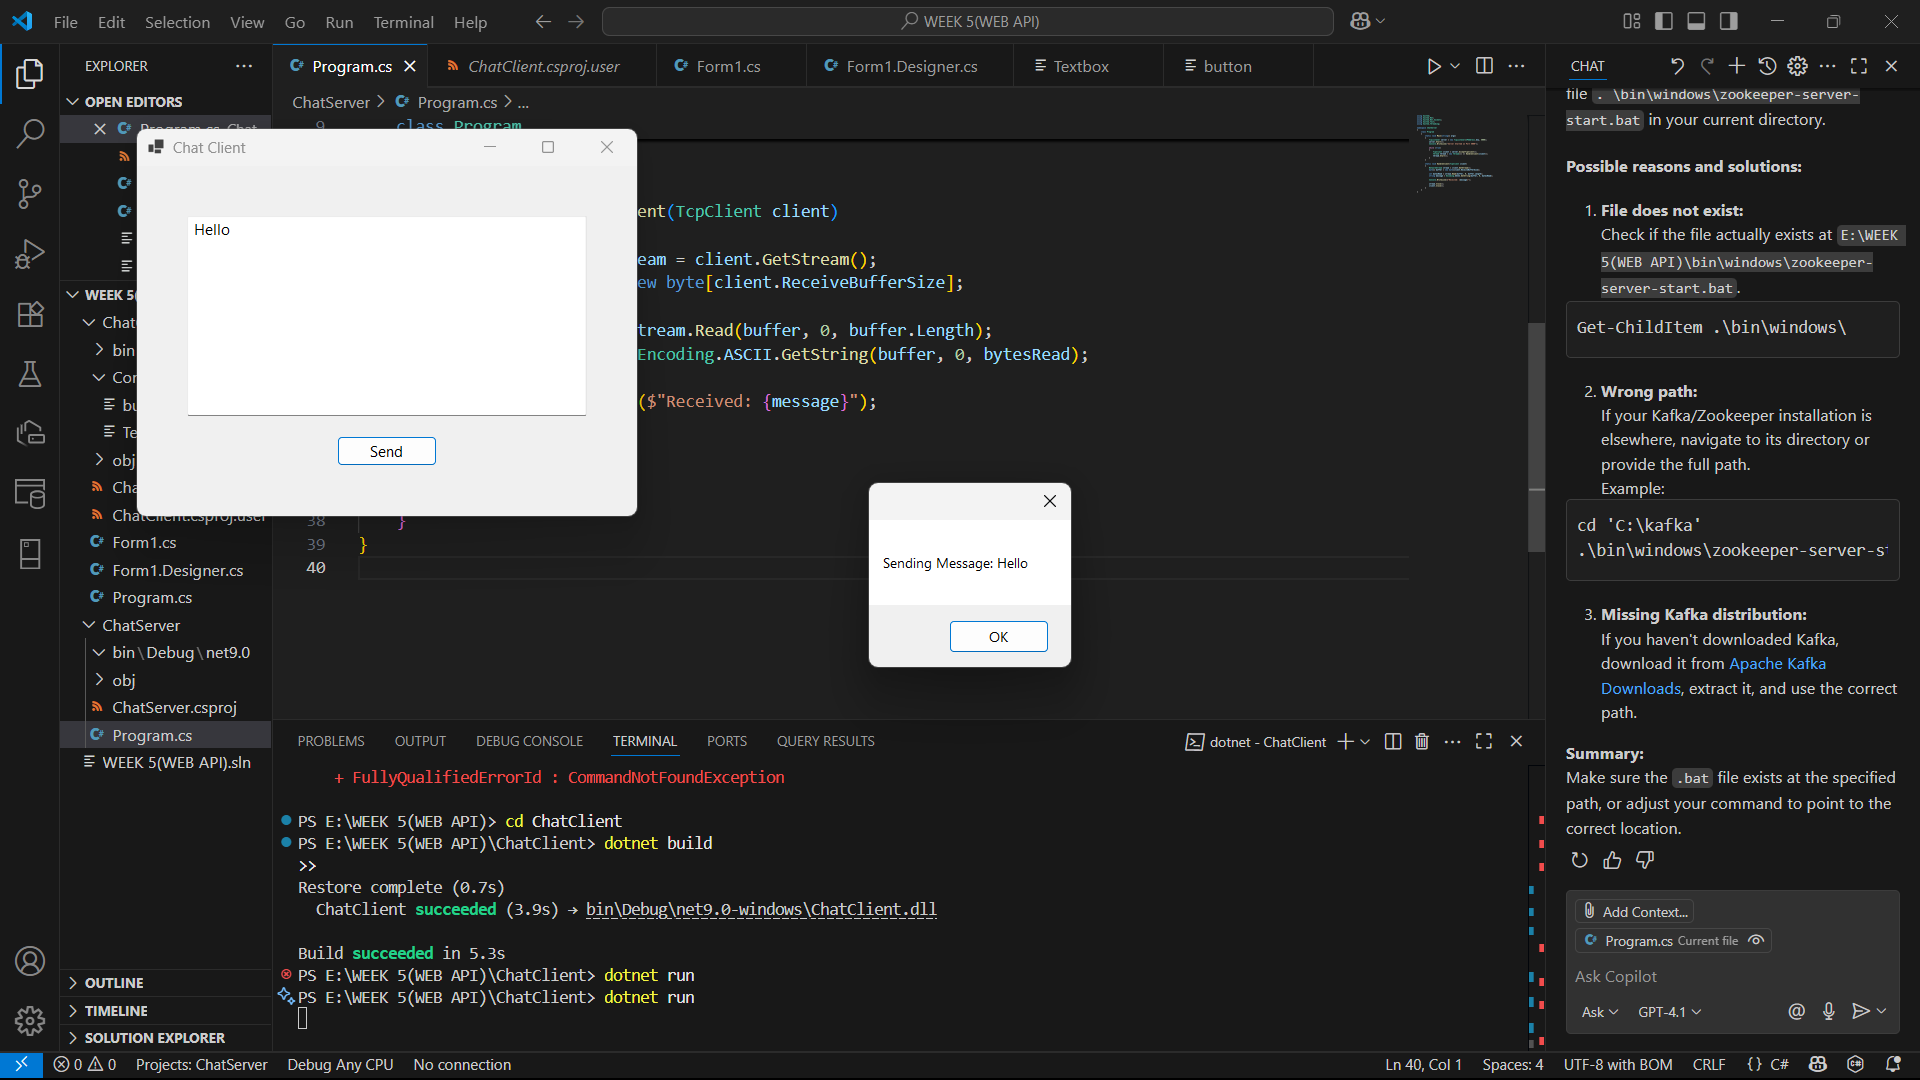 File Edit Selection View Go Run Terminal Help
WEEK 5(WEB API)
EXPLORER
OPEN EDITORS
Program.cs Chat...
WEEK 5(
Chat
bin
Con
bu
Te
obj
Cha
ChatClient.csproj.user
Form1.cs
Form1.Designer.cs
Program.cs
ChatServer
bin\Debug\net9.0
obj
ChatServer.csproj
Program.cs
WEEK 5(WEB API).sln
OUTLINE
TIMELINE
SOLUTION EXPLORER
Program.cs ChatClient.csproj.user Form1.cs Form1.Designer.cs Textbox button
ChatServer > Program.cs > ...
9 class Program
ent(TcpClient client)
eam = client.GetStream();
ew byte[client.ReceiveBufferSize];
tream.Read(buffer, 0, buffer.Length);
Encoding.ASCII.GetString(buffer, 0, bytesRead);
($"Received: {message}");
38 }
39 }
40
Chat Client
Hello
Send
Sending Message: Hello
OK
PROBLEMS OUTPUT DEBUG CONSOLE TERMINAL PORTS QUERY RESULTS
dotnet - ChatClient
+ FullyQualifiedErrorId : CommandNotFoundException
PS E:\WEEK 5(WEB API)> cd ChatClient
PS E:\WEEK 5(WEB API)\ChatClient> dotnet build
>>
Restore complete (0.7s)
ChatClient succeeded (3.9s) → bin\Debug\net9.0-windows\ChatClient.dll
Build succeeded in 5.3s
PS E:\WEEK 5(WEB API)\ChatClient> dotnet run
PS E:\WEEK 5(WEB API)\ChatClient> dotnet run
CHAT
file . \bin\windows\zookeeper-server-
start.bat in your current directory.
Possible reasons and solutions:
1. File does not exist:
Check if the file actually exists at E:\WEEK
5(WEB API)\bin\windows\zookeeper-
server-start.bat.
Get-ChildItem .\bin\windows\
2. Wrong path:
If your Kafka/Zookeeper installation is
elsewhere, navigate to its directory or
provide the full path.
Example:
cd 'C:\kafka'
.\bin\windows\zookeeper-server-s
3. Missing Kafka distribution:
If you haven't downloaded Kafka,
download it from Apache Kafka
Downloads, extract it, and use the correct
path.
Summary:
Make sure the .bat file exists at the specified
path, or adjust your command to point to the
correct location.
Add Context...
Program.cs Current file
Ask Copilot
Ask GPT-4.1
0 0 Projects: ChatServer Debug Any CPU No connection
Ln 40, Col 1 Spaces: 4 UTF-8 with BOM CRLF {} C#